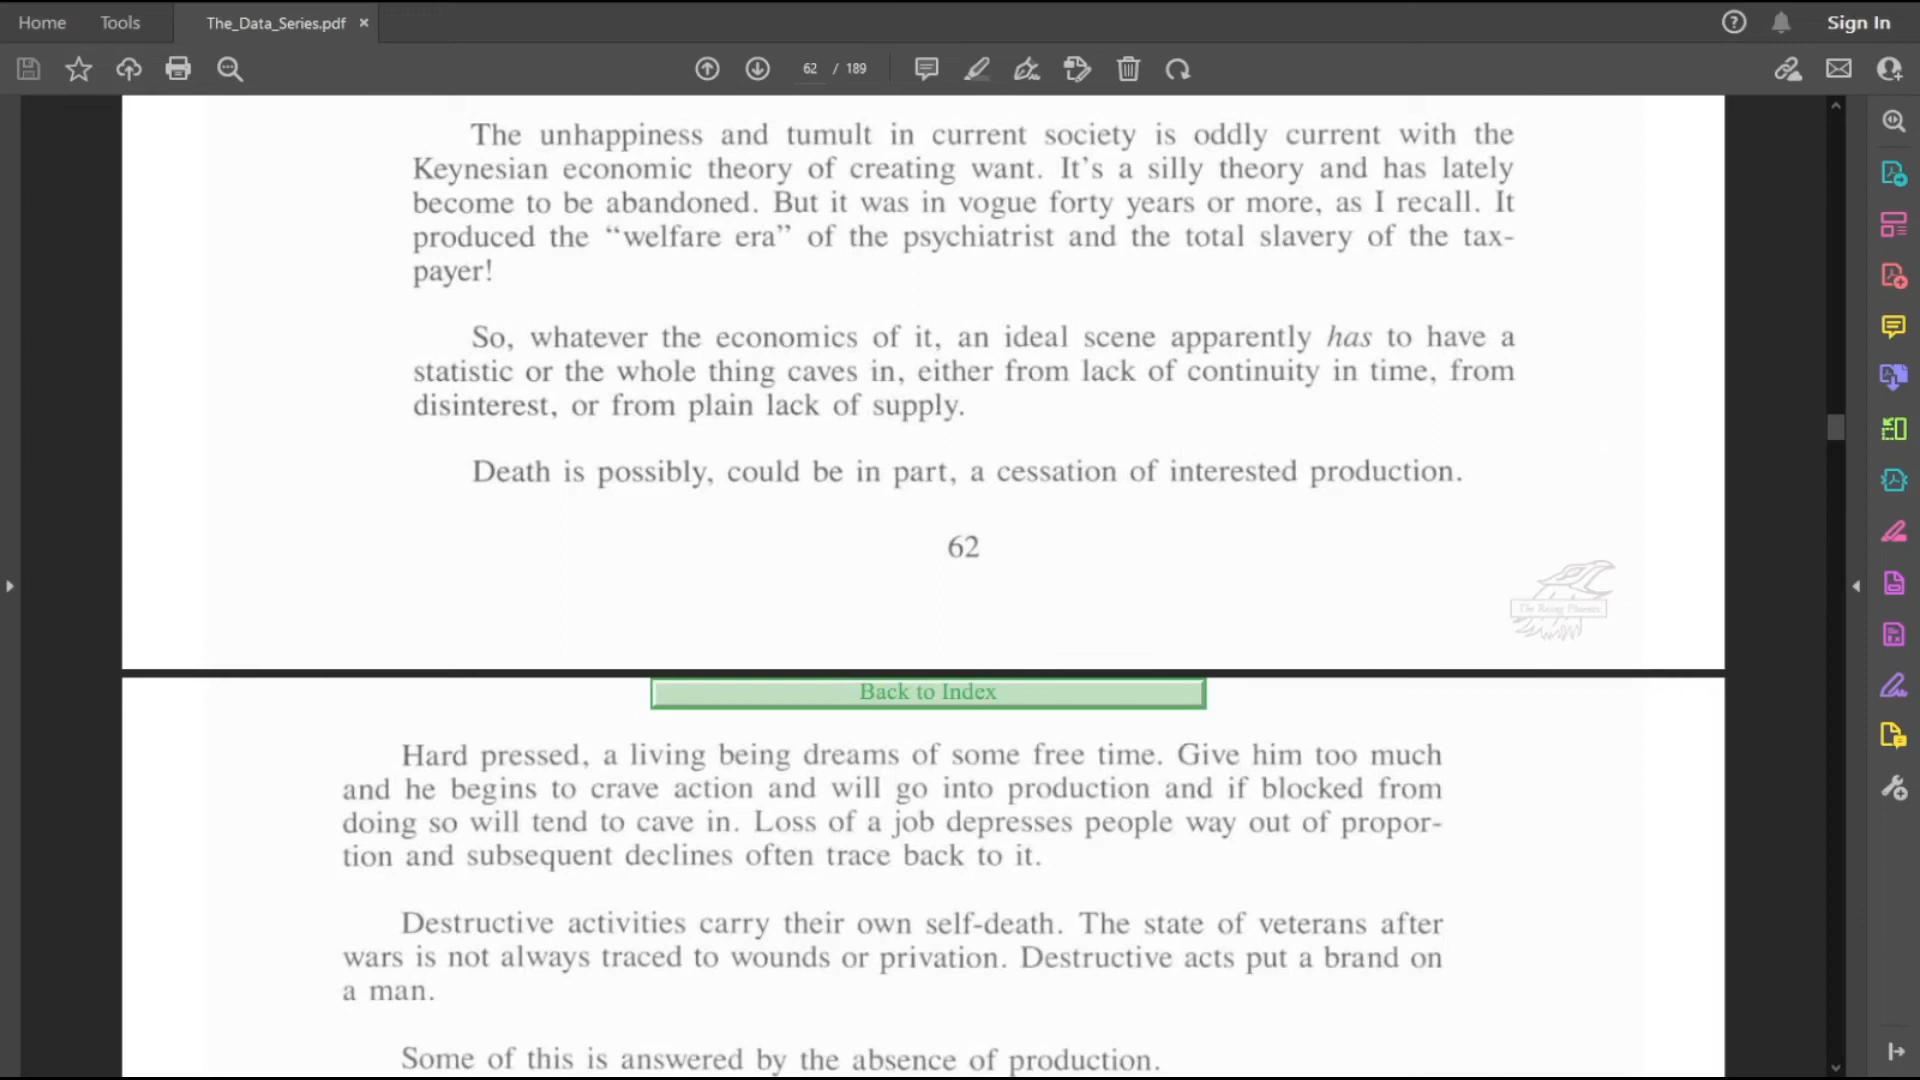 Home
Tools
The_Data_Series.pdf
Sign In
62 / 189
The unhappiness and tumult in current society is oddly current with the
Keynesian economic theory of creating want. It's a silly theory and has lately
become to be abandoned. But it was in vogue forty years or more, as I recall. It
produced the “welfare era” of the psychiatrist and the total slavery of the tax-
payer!
So, whatever the economics of it, an ideal scene apparently has to have a
statistic or the whole thing caves in, either from lack of continuity in time, from
disinterest, or from plain lack of supply.
Death is possibly, could be in part, a cessation of interested production.
62
The Rising Phoenix
Back to Index
Hard pressed, a living being dreams of some free time. Give him too much
and he begins to crave action and will go into production and if blocked from
doing so will tend to cave in. Loss of a job depresses people way out of propor-
tion and subsequent declines often trace back to it.
Destructive activities carry their own self-death. The state of veterans after
wars is not always traced to wounds or privation. Destructive acts put a brand on
a man.
Some of this is answered by the absence of production.